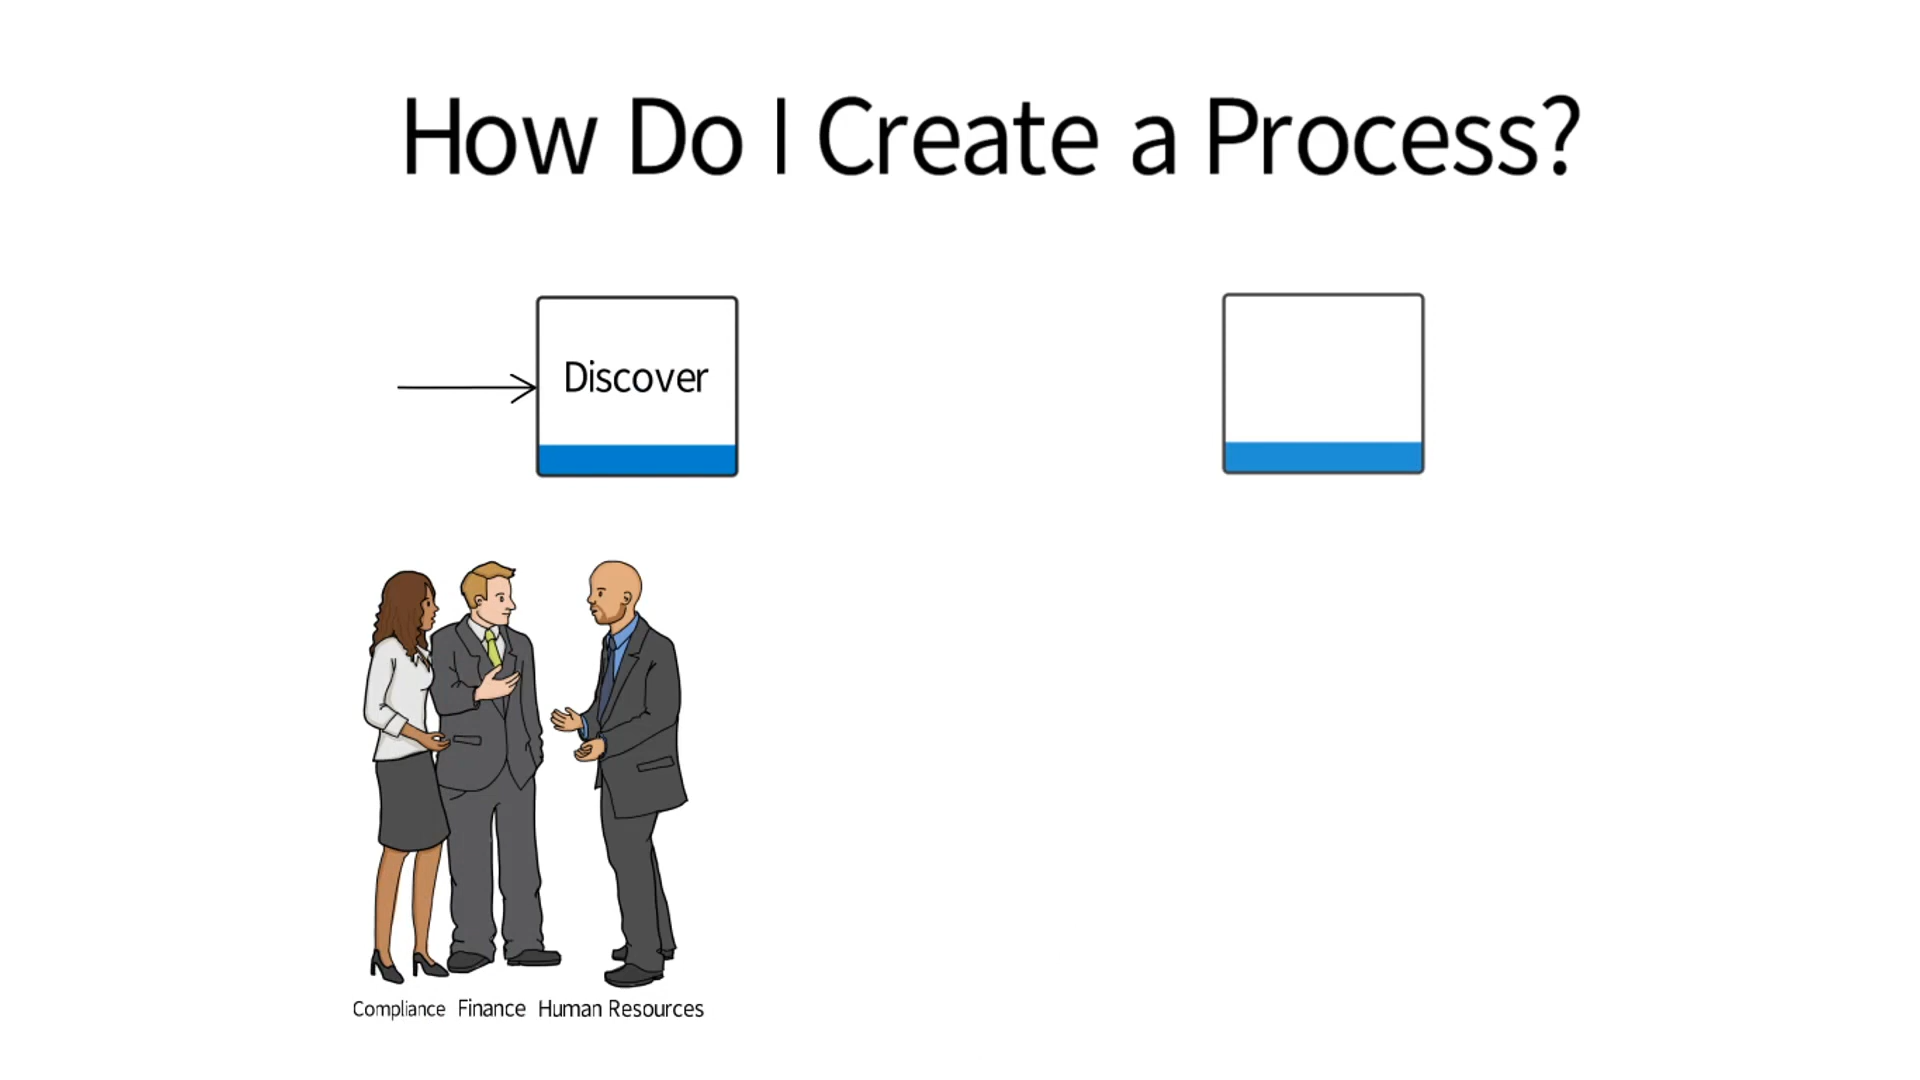 How Do I Create a Process?
Discover
Compliance Finance Human Resources